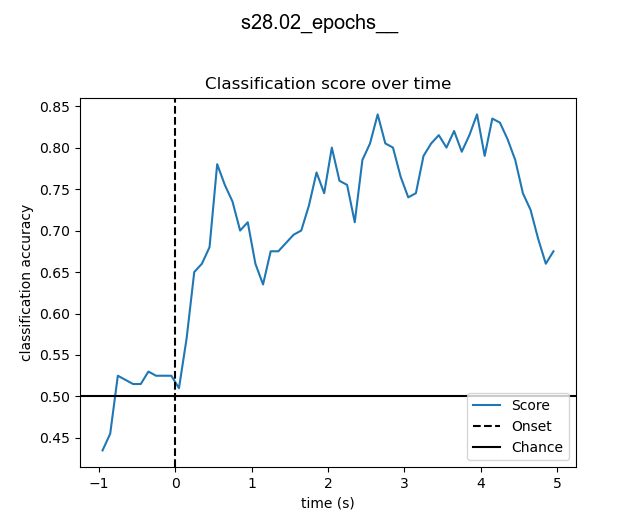 s28.02_epochs__
Classification score over time
classification accuracy
0.85
0.80
0.75
0.70
0.65
0.60
0.55
0.50
0.45
Score
Onset
Chance
−1 0 1 2 3 4 5
time (s)